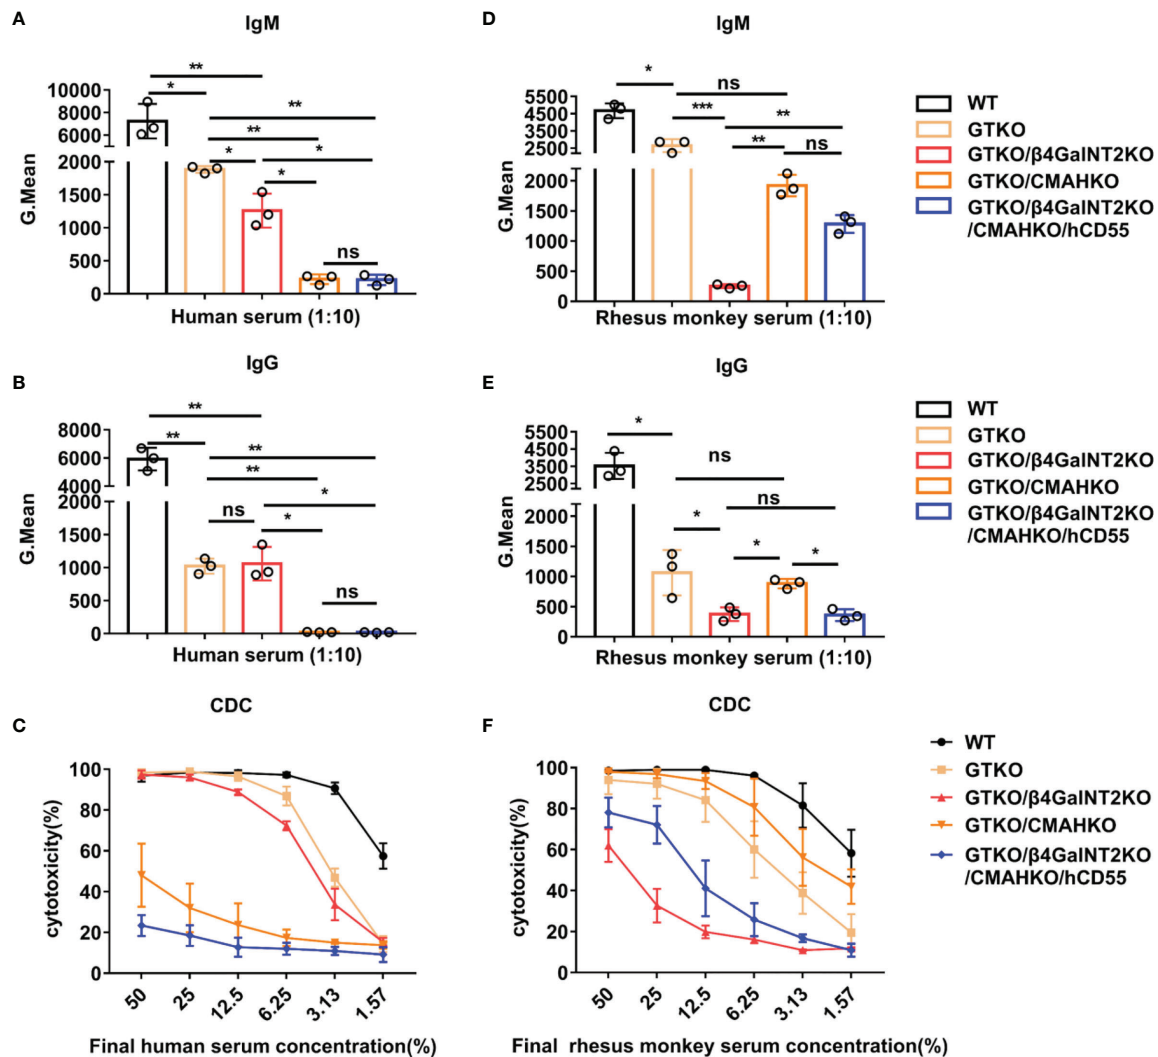 A
IgM
G.Mean
10000
8000
6000
2000
1500
1000
500
0
**
*
**
**
*
*
*
ns
Human serum (1:10)
D
IgM
G.Mean
5500
4500
3500
2500
2000
1500
1000
500
0
*
ns
***
**
**
ns
Rhesus monkey serum (1:10)
WT
GTKO
GTKO/β4GalNT2KO
GTKO/CMAHKO
GTKO/β4GalNT2KO
/CMAHKO/hCD55
B
IgG
G.Mean
8000
6000
4000
2000
1500
1000
500
0
**
**
**
**
*
ns
*
ns
Human serum (1:10)
E
IgG
G.Mean
5500
4500
3500
2500
2000
1500
1000
500
0
*
ns
ns
*
*
*
Rhesus monkey serum (1:10)
WT
GTKO
GTKO/β4GalNT2KO
GTKO/CMAHKO
GTKO/β4GalNT2KO
/CMAHKO/hCD55
C
CDC
cytotoxicity(%)
100
80
60
40
20
0
50 25 12.5 6.25 3.13 1.57
Final human serum concentration(%)
F
CDC
cytotoxicity(%)
100
80
60
40
20
0
50 25 12.5 6.25 3.13 1.57
Final rhesus monkey serum concentration(%)
WT
GTKO
GTKO/β4GalNT2KO
GTKO/CMAHKO
GTKO/β4GalNT2KO
/CMAHKO/hCD55